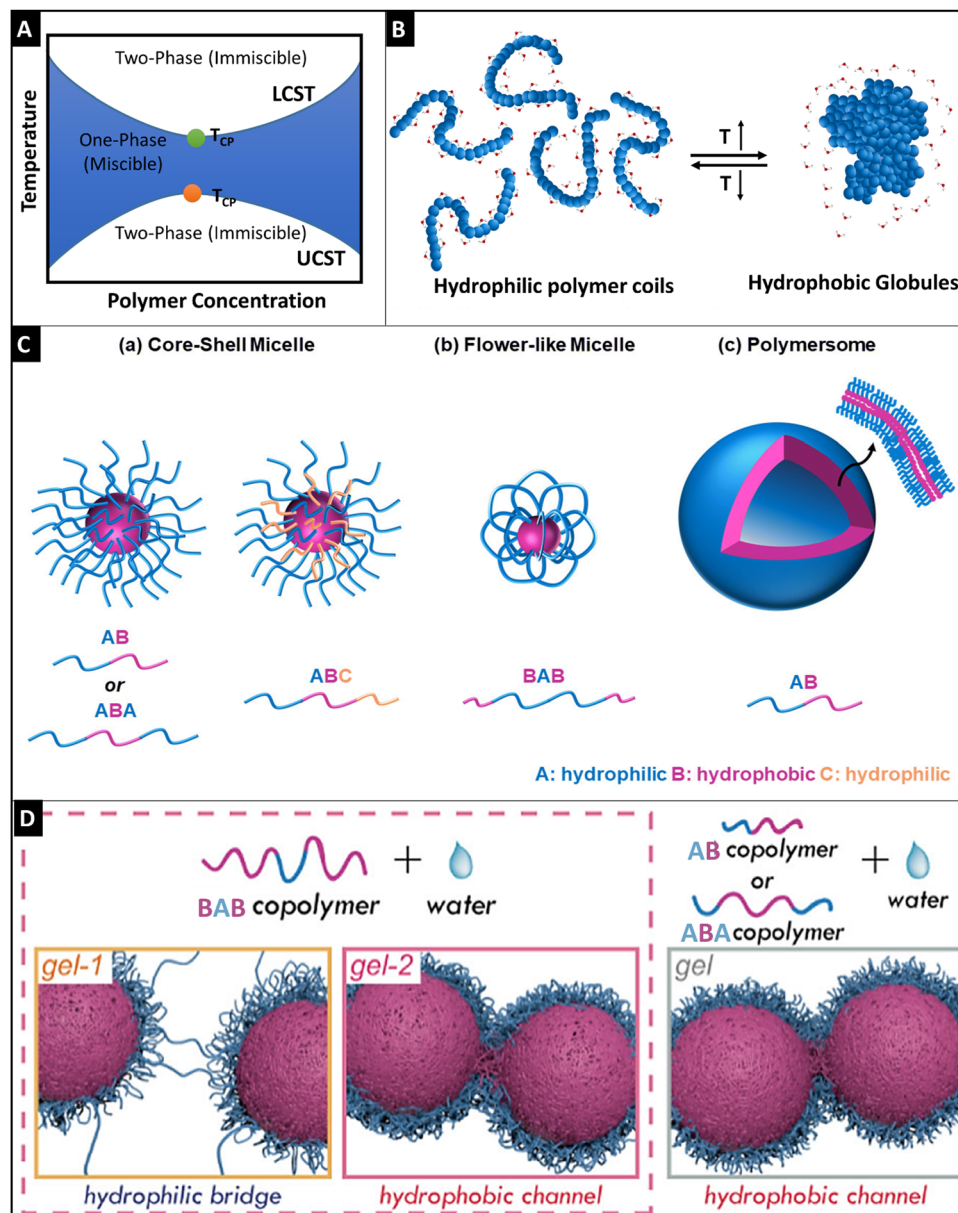 A
Two-Phase (Immiscible)
LCST
One-Phase
(Miscible)
TCP
TCP
Two-Phase (Immiscible)
UCST
Temperature
Polymer Concentration
B
T
T
Hydrophilic polymer coils
Hydrophobic Globules
C
(a) Core-Shell Micelle
(b) Flower-like Micelle
(c) Polymersome
AB
or
ABA
ABC
BAB
AB
A: hydrophilic B: hydrophobic C: hydrophilic
D
BAB copolymer
+
water
AB copolymer
or
ABA copolymer
+
water
gel-1
hydrophilic bridge
gel-2
hydrophobic channel
gel
hydrophobic channel